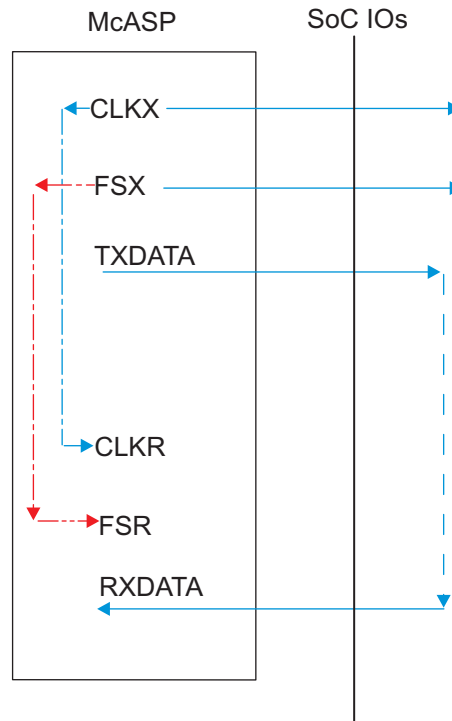 McASP
SoC IOs
CLKX
FSX
TXDATA
CLKR
FSR
RXDATA